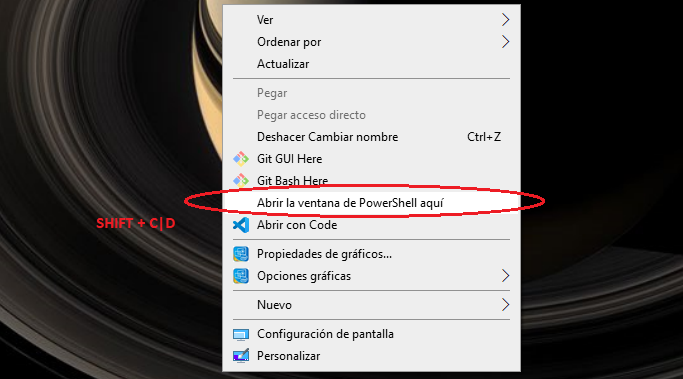 Ver
Ordenar por
Actualizar
Pegar
Pegar acceso directo
Deshacer Cambiar nombre Ctrl+Z
Git GUI Here
Git Bash Here
Abrir la ventana de PowerShell aquí
SHIFT + C|D
Abrir con Code
Propiedades de gráficos...
Opciones gráficas
Nuevo
Configuración de pantalla
Personalizar